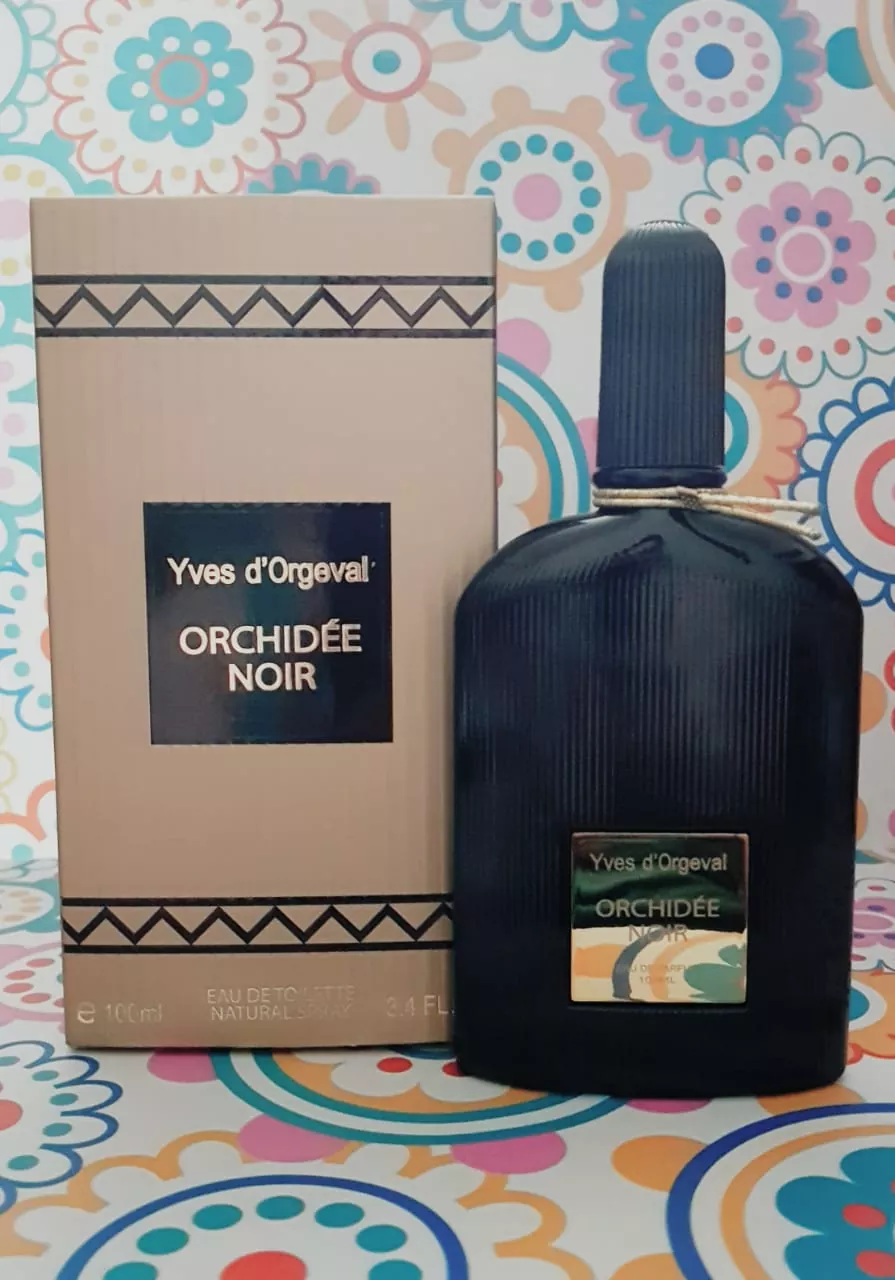 Yves d'Orgeval
ORCHIDÉE
NOIR
e 100ml
EAU DE TOILETTE
NATURAL SPRAY
3.4 FL.
Yves d'Orgeval
ORCHIDÉE
NOIR